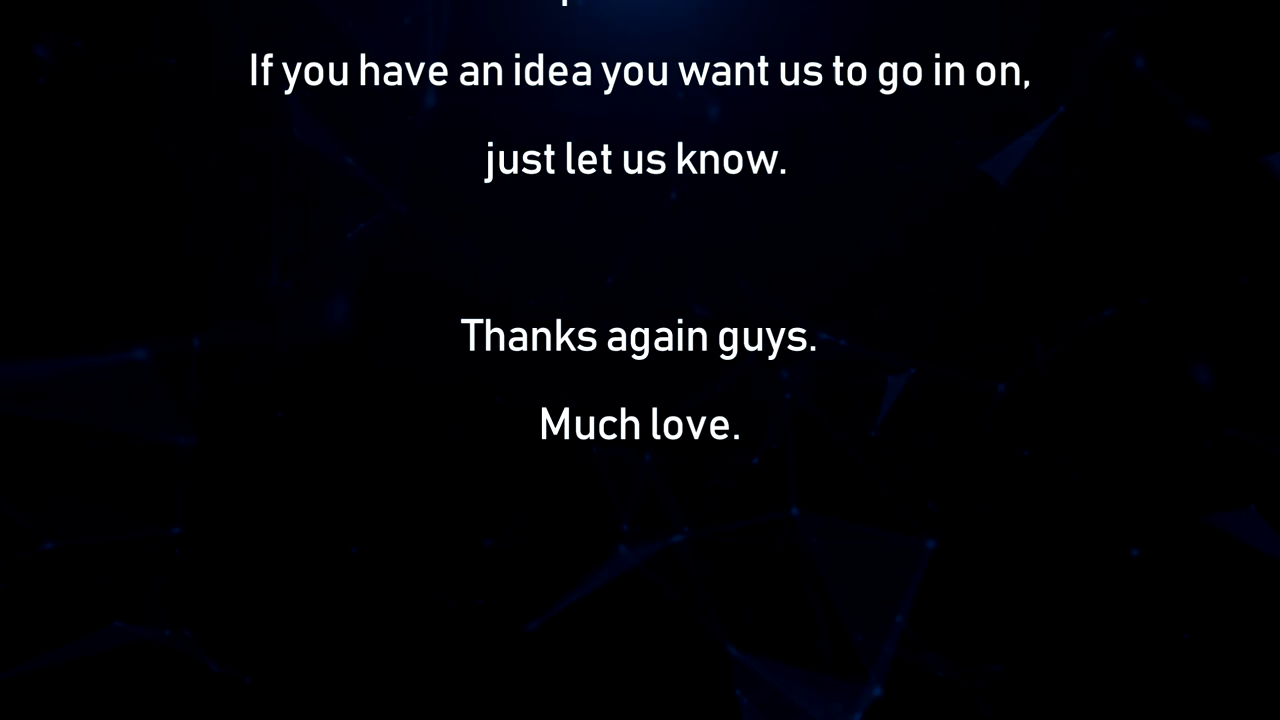 If you have an idea you want us to go in on,
just let us know.
Thanks again guys.
Much love.